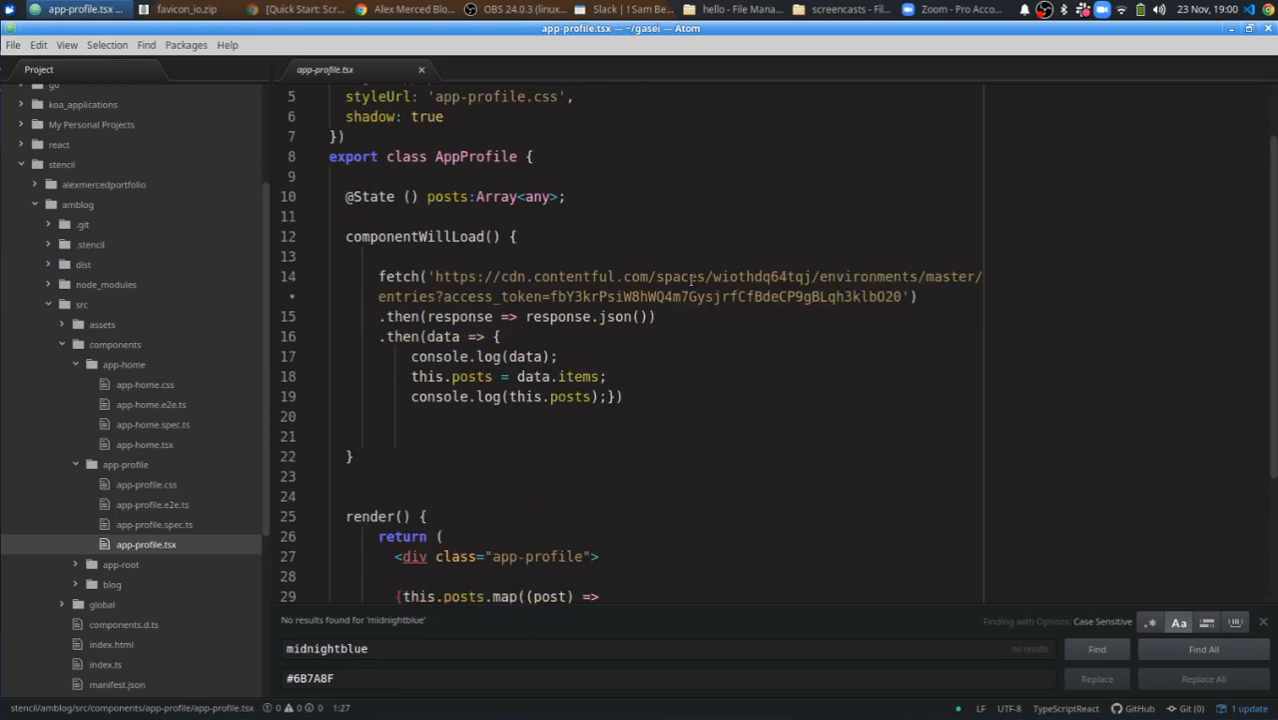 app-profile.tsx ...
favicon_io.zip
[Quick Start: Scr...
Alex Merced Blo...
OBS 24.0.3 (linux...
Slack | ! Sam Be...
hello - File Mana...
screencasts - Fil...
Zoom - Pro Acco...
23 Nov, 19:00
app-profile.tsx — ~/gasei — Atom
File Edit View Selection Find Packages Help
Project
app-profile.tsx
go
koa_applications
My Personal Projects
react
stencil
alexmercedportfolio
amblog
.git
.stencil
dist
node_modules
src
assets
components
app-home
app-home.css
app-home.e2e.ts
app-home.spec.ts
app-home.tsx
app-profile
app-profile.css
app-profile.e2e.ts
app-profile.spec.ts
app-profile.tsx
app-root
blog
global
components.d.ts
index.html
index.ts
manifest.json
5 styleUrl: 'app-profile.css',
6 shadow: true
7 })
8 export class AppProfile {
9
10 @State () posts:Array<any>;
11
12 componentWillLoad() {
13
14 fetch('https://cdn.contentful.com/spaces/wiothdq64tqj/environments/master/
• entries?access_token=fbY3krPsiW8hWQ4m7GysjrfCfBdeCP9gBLqh3klbO20')
15 .then(response => response.json())
16 .then(data => {
17 console.log(data);
18 this.posts = data.items;
19 console.log(this.posts);})
20
21
22 }
23
24
25 render() {
26 return (
27 <div class="app-profile">
28
29 {this.posts.map((post) =>
No results found for 'midnightblue'
Finding with Options: Case Sensitive
.* Aa
midnightblue
no results
Find
Find All
#6B7A8F
Replace
Replace All
stencil/amblog/src/components/app-profile/app-profile.tsx 0 0 0 1:27
LF UTF-8 TypeScriptReact GitHub Git (0) 1 update